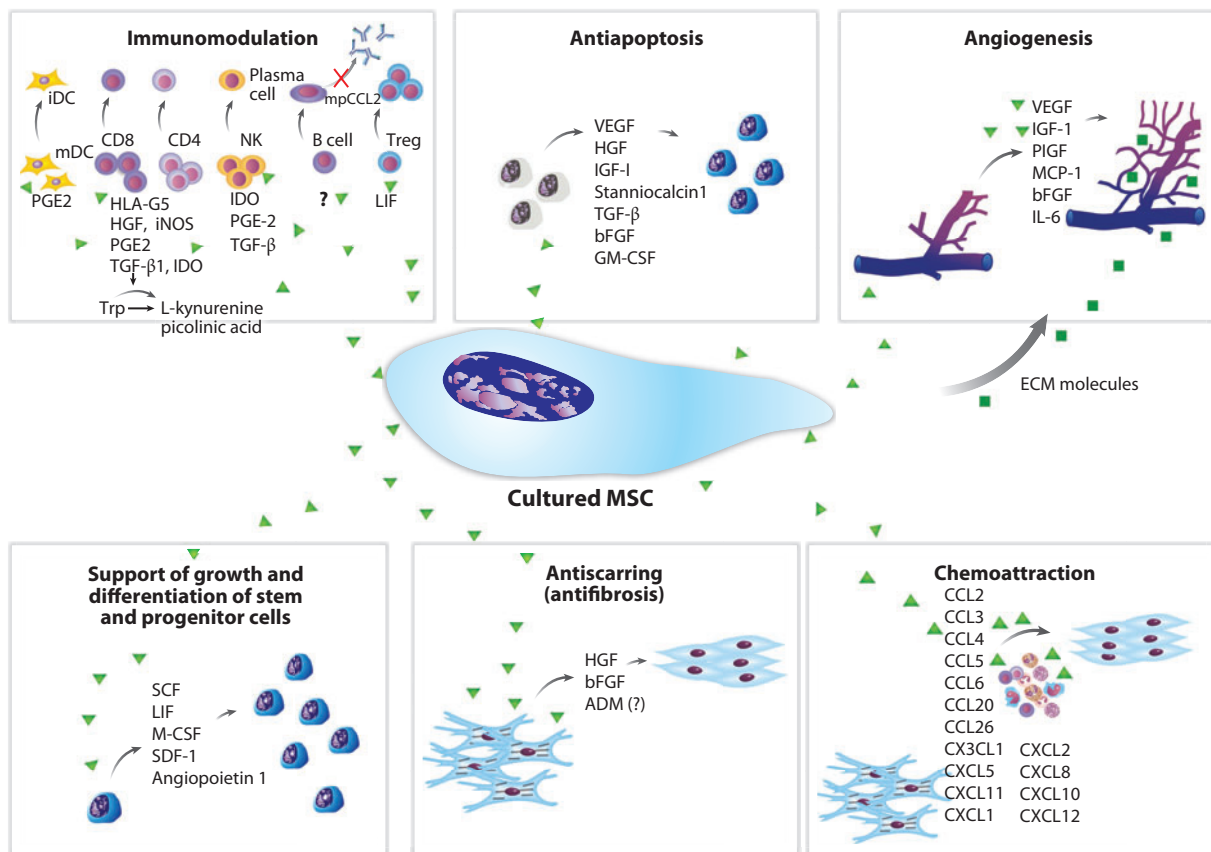 Immunomodulation
iDC
mDC
PGE2
CD8
HLA-G5
HGF, iNOS
PGE2
TGF-β1, IDO
Trp
L-kynurenine
picolinic acid
CD4
NK
IDO
PGE-2
TGF-β
Plasma
cell
mpCCL2
B cell
?
Treg
LIF
Antiapoptosis
VEGF
HGF
IGF-I
Stanniocalcin1
TGF-β
bFGF
GM-CSF
Angiogenesis
VEGF
IGF-1
PIGF
MCP-1
bFGF
IL-6
ECM molecules
Cultured MSC
Support of growth and
differentiation of stem
and progenitor cells
SCF
LIF
M-CSF
SDF-1
Angiopoietin 1
Antiscarring
(antifibrosis)
HGF
bFGF
ADM (?)
Chemoattraction
CCL2
CCL3
CCL4
CCL5
CCL6
CCL20
CCL26
CX3CL1 CXCL2
CXCL5 CXCL8
CXCL11 CXCL10
CXCL1 CXCL12